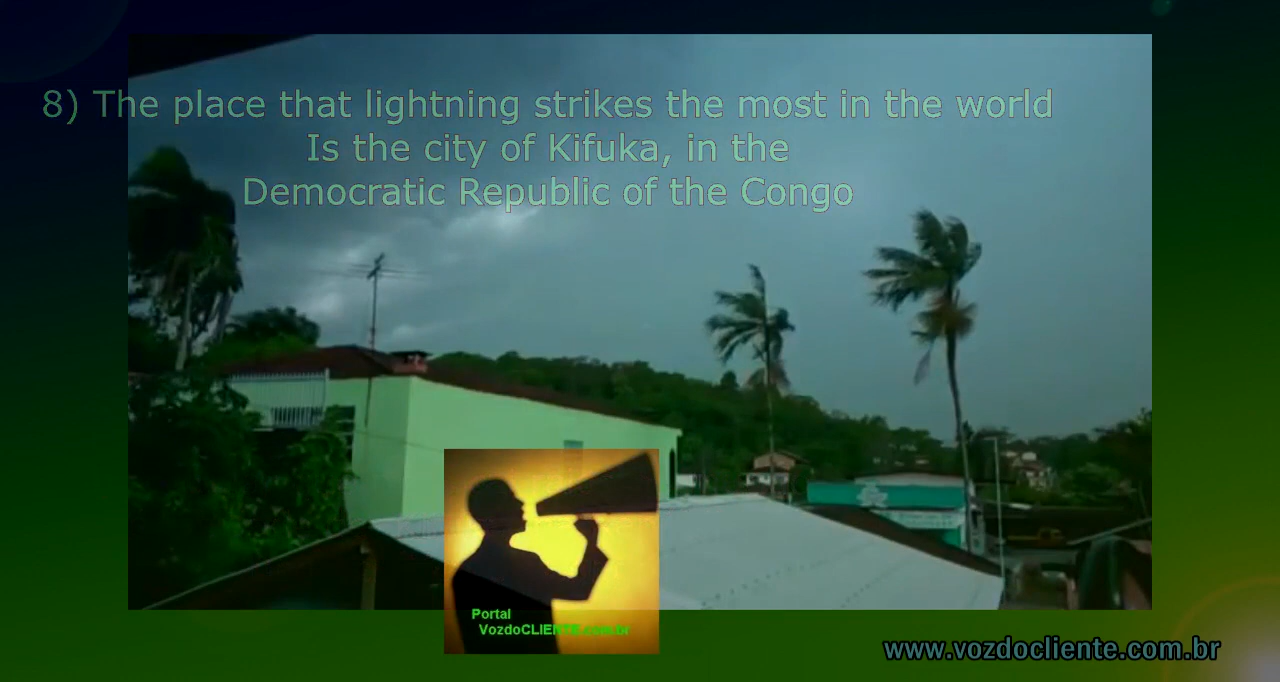 8) The place that lightning strikes the most in the world
Is the city of Kifuka, in the
Democratic Republic of the Congo
Portal
VozdoCLIENTE.com.br
www.vozdocliente.com.br